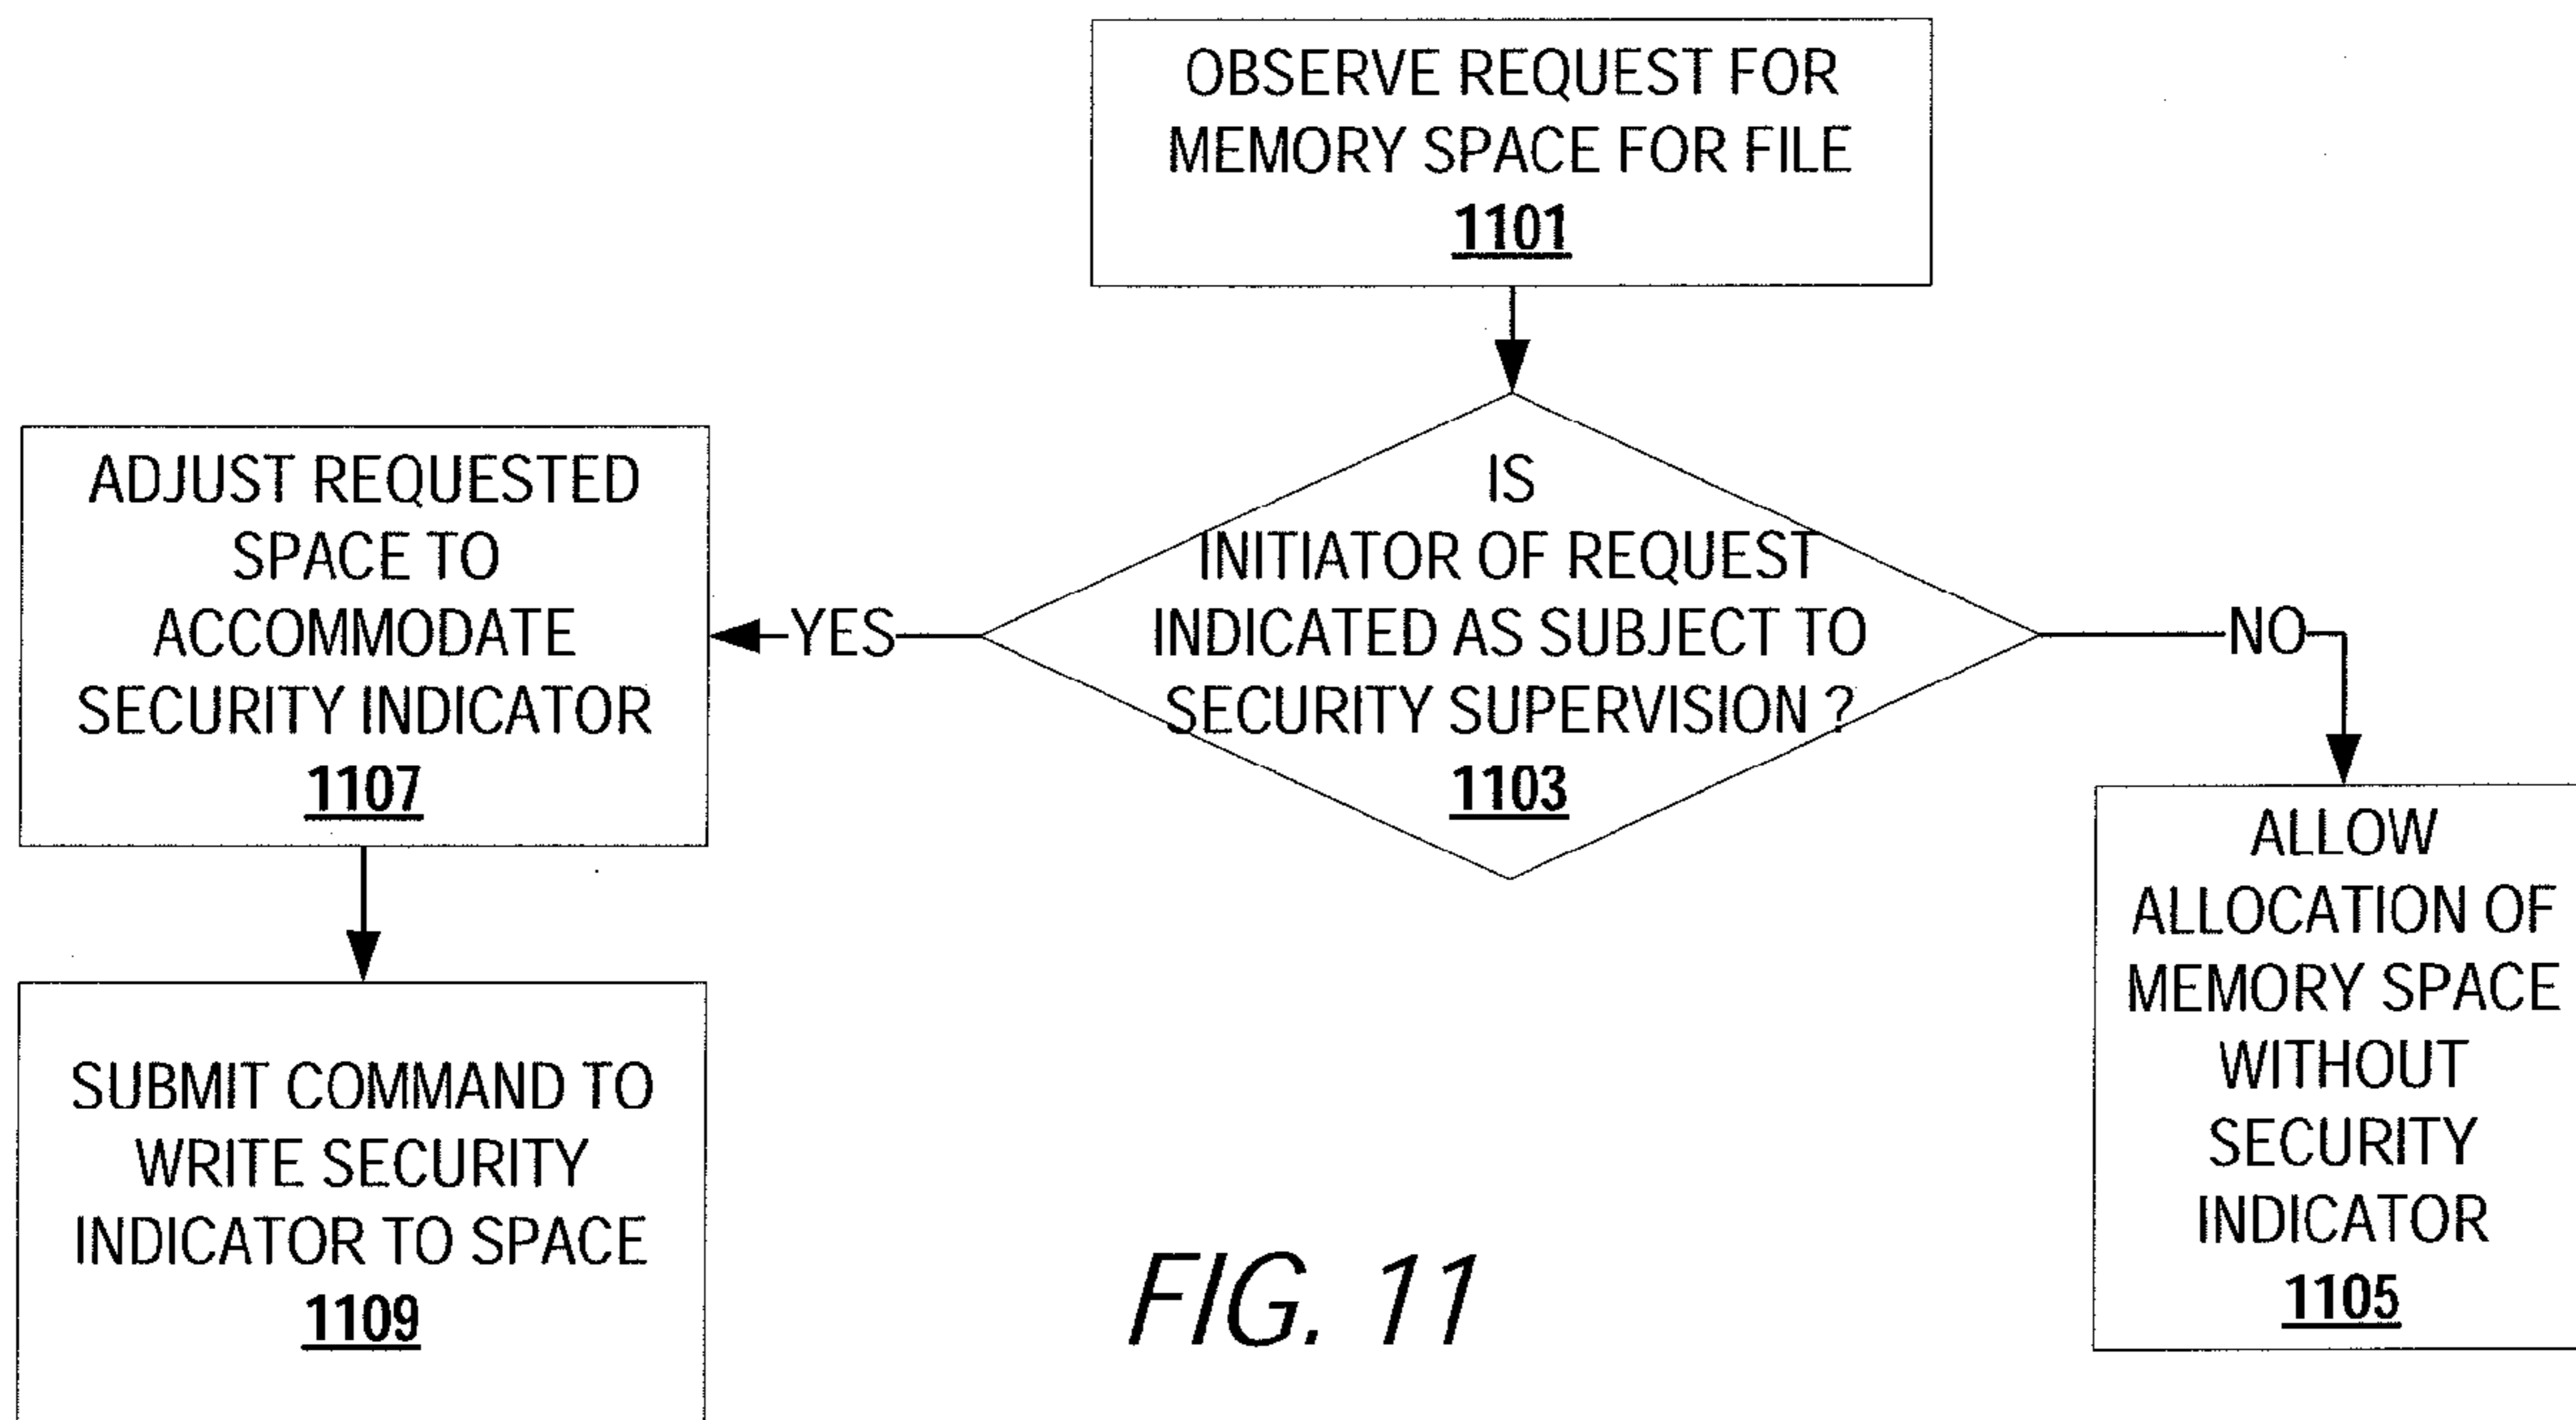 OBSERVE REQUEST FOR
MEMORY SPACE FOR FILE
1101
IS
INITIATOR OF REQUEST
INDICATED AS SUBJECT TO
SECURITY SUPERVISION ?
1103
YES
NO
ADJUST REQUESTED
SPACE TO
ACCOMMODATE
SECURITY INDICATOR
1107
SUBMIT COMMAND TO
WRITE SECURITY
INDICATOR TO SPACE
1109
ALLOW
ALLOCATION OF
MEMORY SPACE
WITHOUT
SECURITY
INDICATOR
1105
FIG. 11